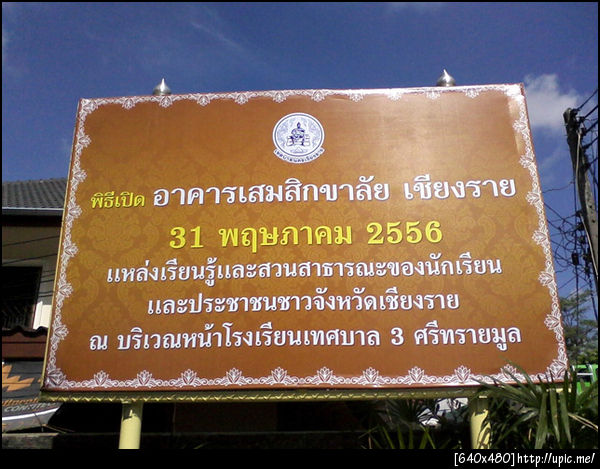 พิธีเปิด อาคารเสมสิกขาลัย เชียงราย
31 พฤษภาคม 2556
แหล่งเรียนรู้และสวนสาธารณะของนักเรียน
และประชาชนชาวจังหวัดเชียงราย
ณ บริเวณหน้าโรงเรียนเทศบาล 3 ศรีทรายมูล
[640x480]http://upic.me/